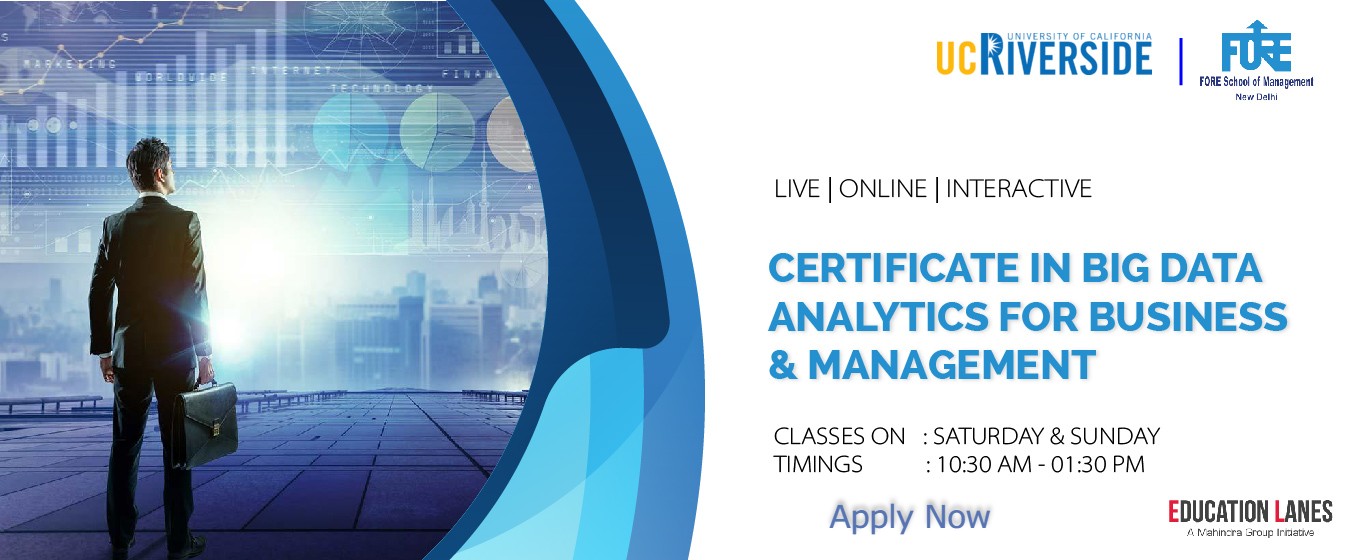 MARKETING
WORLDWIDE
INTERNET
TECHNOLOGY
UNIVERSITY OF CALIFORNIA
UCRIVERSIDE
FORE
FORE School of Management
New Delhi
LIVE | ONLINE | INTERACTIVE
CERTIFICATE IN BIG DATA
ANALYTICS FOR BUSINESS
& MANAGEMENT
CLASSES ON : SATURDAY & SUNDAY
TIMINGS : 10:30 AM - 01:30 PM
Apply Now
EDUCATION LANES
A Mahindra Group Initiative